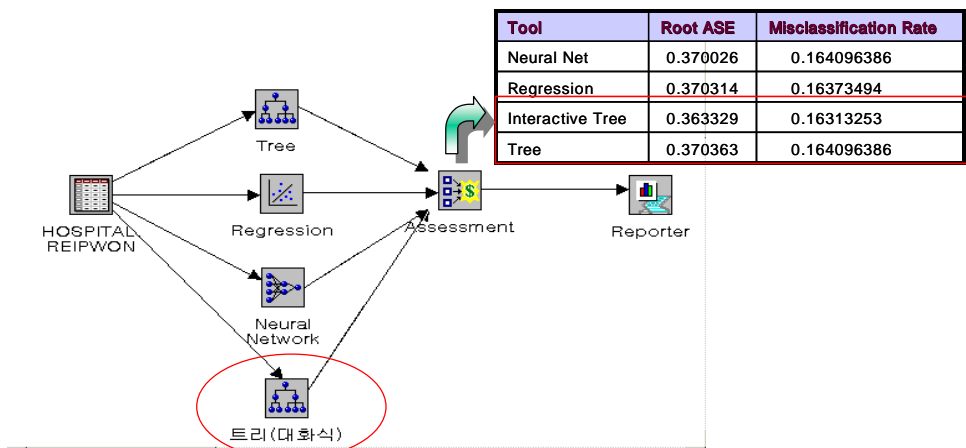 Tool Root ASE Misclassification Rate
Neural Net 0.370026 0.164096386
Regression 0.370314 0.16373494
Interactive Tree 0.363329 0.16313253
Tree 0.370363 0.164096386
Tree
HOSPITAL.
REIPWON
Regression
Assessment
Reporter
Neural
Network
트리(대화식)